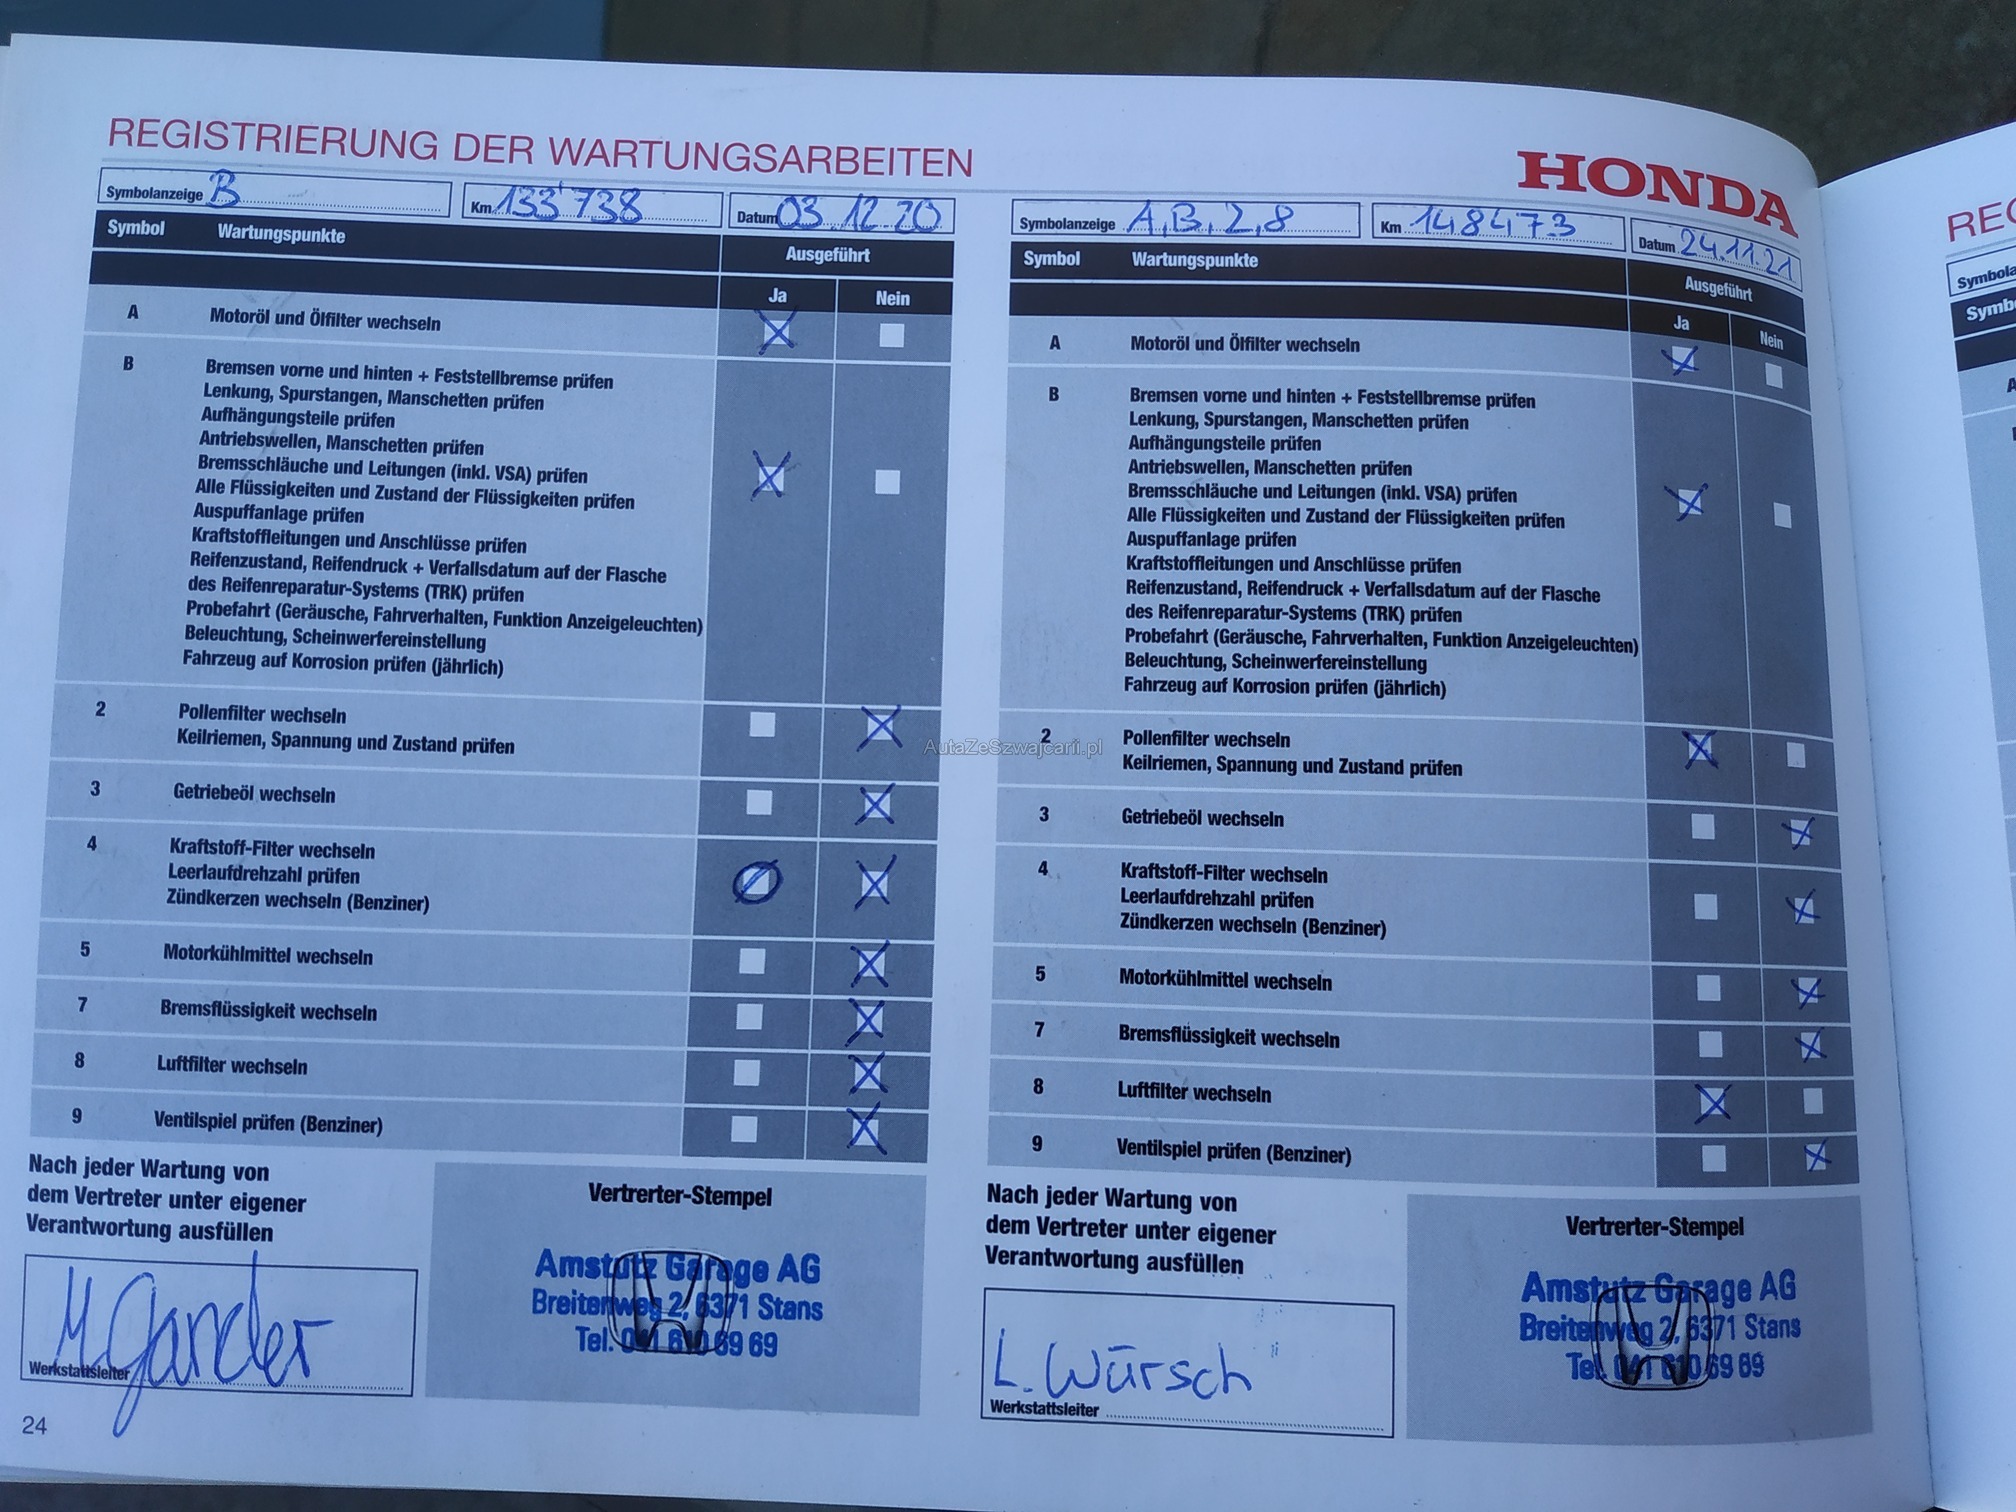 REGISTRIERUNG DER WARTUNGSARBEITEN
HONDA
Symbolanzeige B
Km 133'738
Datum 03.12.20
Symbol Wartungspunkte Ausgeführt
Ja Nein
A Motoröl und Ölfilter wechseln
B Bremsen vorne und hinten + Feststellbremse prüfen
Lenkung, Spurstangen, Manschetten prüfen
Aufhängungsteile prüfen
Antriebswellen, Manschetten prüfen
Bremsschläuche und Leitungen (inkl. VSA) prüfen
Alle Flüssigkeiten und Zustand der Flüssigkeiten prüfen
Auspuffanlage prüfen
Kraftstoffleitungen und Anschlüsse prüfen
Reifenzustand, Reifendruck + Verfallsdatum auf der Flasche
des Reifenreparatur-Systems (TRK) prüfen
Probefahrt (Geräusche, Fahrverhalten, Funktion Anzeigeleuchten)
Beleuchtung, Scheinwerfereinstellung
Fahrzeug auf Korrosion prüfen (jährlich)
2 Pollenfilter wechseln
Keilriemen, Spannung und Zustand prüfen
3 Getriebeöl wechseln
4 Kraftstoff-Filter wechseln
Leerlaufdrehzahl prüfen
Zündkerzen wechseln (Benziner)
5 Motorkühlmittel wechseln
7 Bremsflüssigkeit wechseln
8 Luftfilter wechseln
9 Ventilspiel prüfen (Benziner)
Nach jeder Wartung von
dem Vertreter unter eigener
Verantwortung ausfüllen
Werkstattsleiter
Vertrerter-Stempel
Amstutz Garage AG
Breitenweg 2, 6371 Stans
Tel. 041 610 69 69
24
Symbolanzeige A, B, 2, 8
Km 148473
Datum 24.11.21
Symbol Wartungspunkte Ausgeführt
Ja Nein
A Motoröl und Ölfilter wechseln
B Bremsen vorne und hinten + Feststellbremse prüfen
Lenkung, Spurstangen, Manschetten prüfen
Aufhängungsteile prüfen
Antriebswellen, Manschetten prüfen
Bremsschläuche und Leitungen (inkl. VSA) prüfen
Alle Flüssigkeiten und Zustand der Flüssigkeiten prüfen
Auspuffanlage prüfen
Kraftstoffleitungen und Anschlüsse prüfen
Reifenzustand, Reifendruck + Verfallsdatum auf der Flasche
des Reifenreparatur-Systems (TRK) prüfen
Probefahrt (Geräusche, Fahrverhalten, Funktion Anzeigeleuchten)
Beleuchtung, Scheinwerfereinstellung
Fahrzeug auf Korrosion prüfen (jährlich)
2 Pollenfilter wechseln
Keilriemen, Spannung und Zustand prüfen
3 Getriebeöl wechseln
4 Kraftstoff-Filter wechseln
Leerlaufdrehzahl prüfen
Zündkerzen wechseln (Benziner)
5 Motorkühlmittel wechseln
7 Bremsflüssigkeit wechseln
8 Luftfilter wechseln
9 Ventilspiel prüfen (Benziner)
Nach jeder Wartung von
dem Vertreter unter eigener
Verantwortung ausfüllen
L. Würsch
Werkstattsleiter
Vertrerter-Stempel
Amstutz Garage AG
Breitenweg 2, 6371 Stans
Tel. 041 610 69 69
AutaZeSzwajcarii.pl